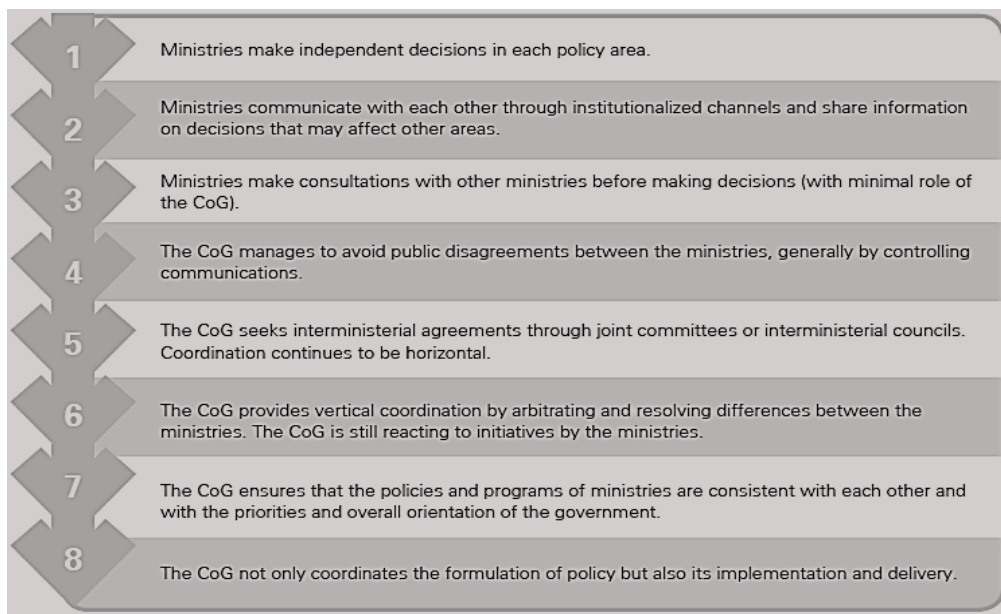 1
Ministries make independent decisions in each policy area.
2
Ministries communicate with each other through institutionalized channels and share information
on decisions that may affect other areas.
3
Ministries make consultations with other ministries before making decisions (with minimal role of
the CoG).
4
The CoG manages to avoid public disagreements between the ministries, generally by controlling
communications.
5
The CoG seeks interministerial agreements through joint committees or interministerial councils.
Coordination continues to be horizontal.
6
The CoG provides vertical coordination by arbitrating and resolving differences between the
ministries. The CoG is still reacting to initiatives by the ministries.
7
The CoG ensures that the policies and programs of ministries are consistent with each other and
with the priorities and overall orientation of the government.
8
The CoG not only coordinates the formulation of policy but also its implementation and delivery.